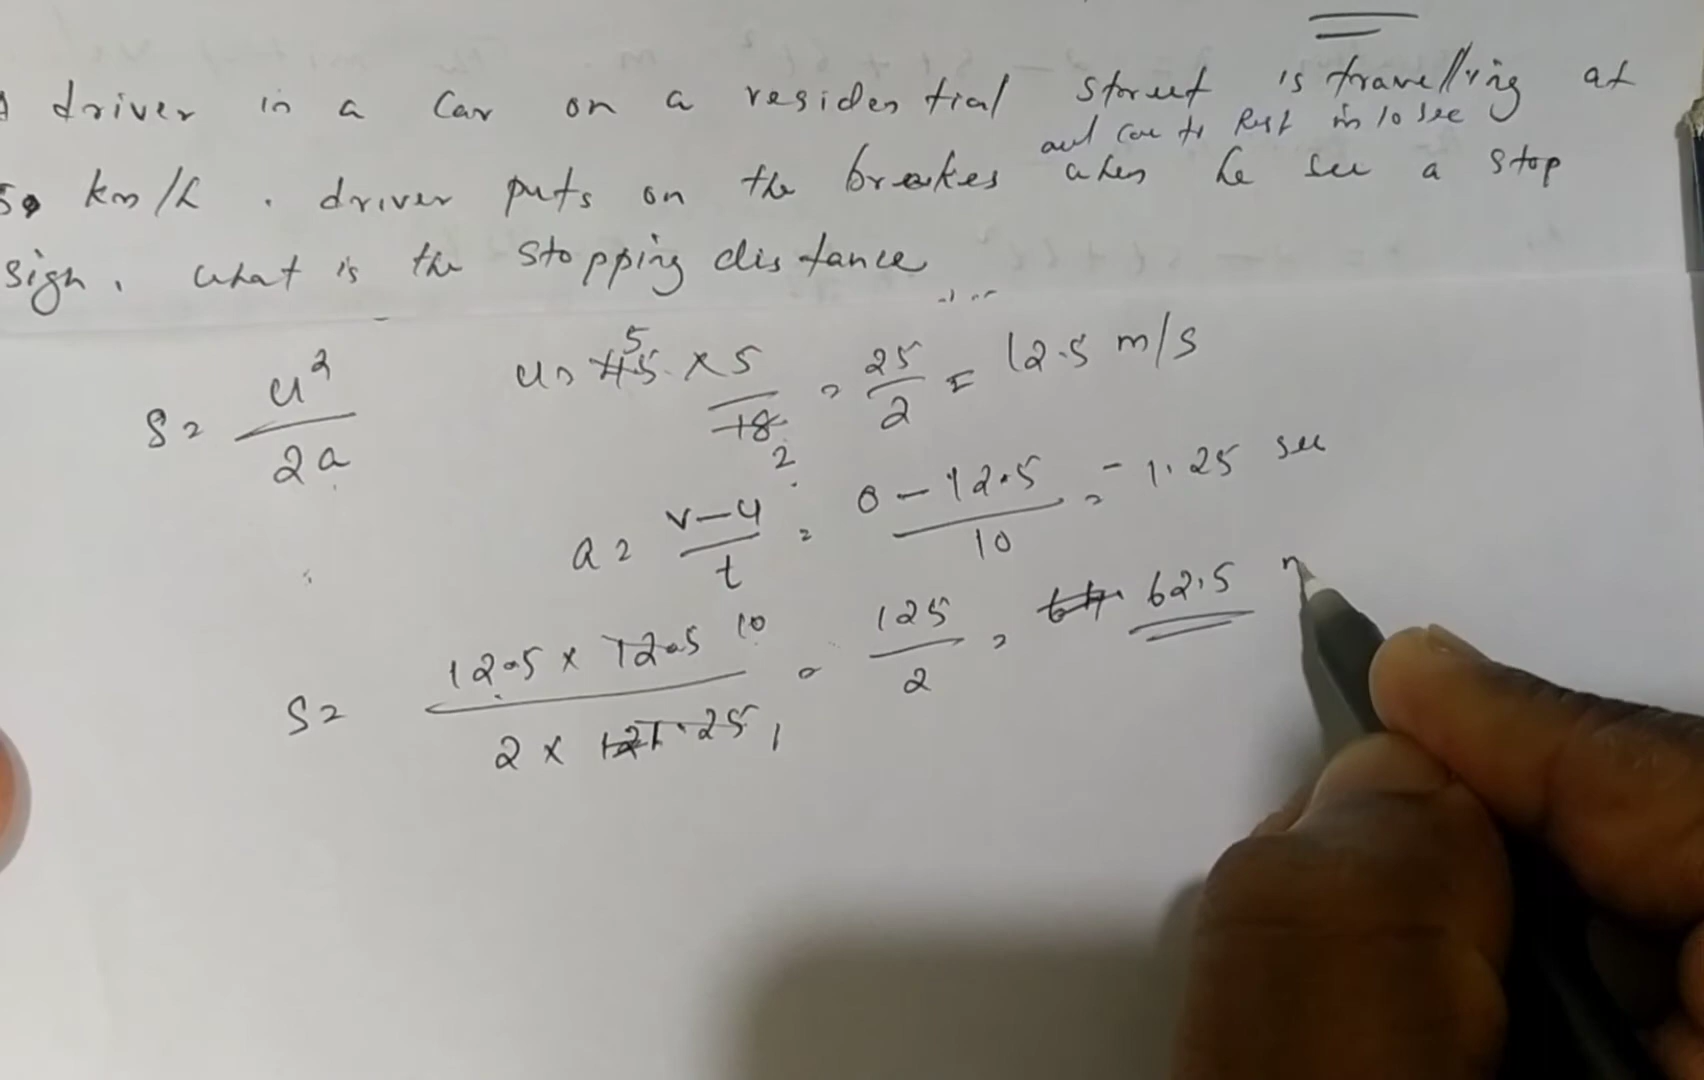 driver in a car on a residential street is travelling at
and come to Rest in 10 sec
km/h . driver puts on the breakes when he see a stop
sign. what is the stopping distance
S = u² / 2a
u = 45 × 5 / 18 = 25 / 2 = 12.5 m/s
a = v - u / t = 0 - 12.5 / 10 = -1.25 sec
S = 12.5 × 12.5 / 2 × 1.25 = 125 / 2 = 62.5 m